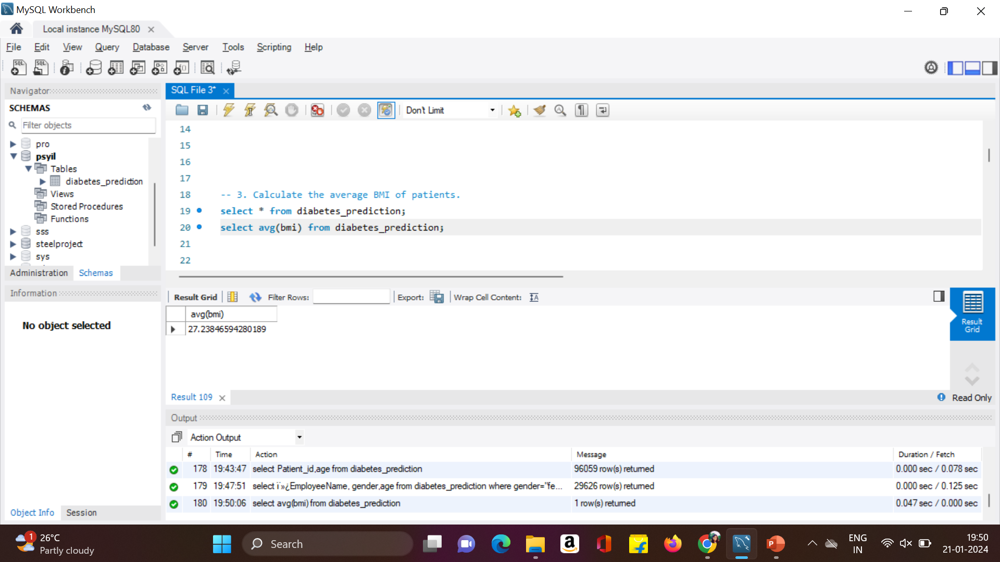 MySQL Workbench
Local instance MySQL80
File Edit View Query Database Server Tools Scripting Help
Navigator
SCHEMAS
Filter objects
pro
psyil
Tables
diabetes_prediction
Views
Stored Procedures
Functions
sss
steelproject
sys
Administration Schemas
Information
No object selected
Object Info Session
SQL File 3*
Don't Limit
14
15
16
17
18 -- 3. Calculate the average BMI of patients.
19 select * from diabetes_prediction;
20 select avg(bmi) from diabetes_prediction;
21
22
Result Grid Filter Rows: Export: Wrap Cell Content:
avg(bmi)
27.23846594280189
Result
Grid
Result 109
Read Only
Output
Action Output
# Time Action Message Duration / Fetch
178 19:43:47 select Patient_id,age from diabetes_prediction 96059 row(s) returned 0.000 sec / 0.078 sec
179 19:47:51 select ï»¿EmployeeName, gender,age from diabetes_prediction where gender="fe... 29626 row(s) returned 0.000 sec / 0.125 sec
180 19:50:06 select avg(bmi) from diabetes_prediction 1 row(s) returned 0.047 sec / 0.000 sec
1
26°C
Partly cloudy
Search
ENG
IN
19:50
21-01-2024